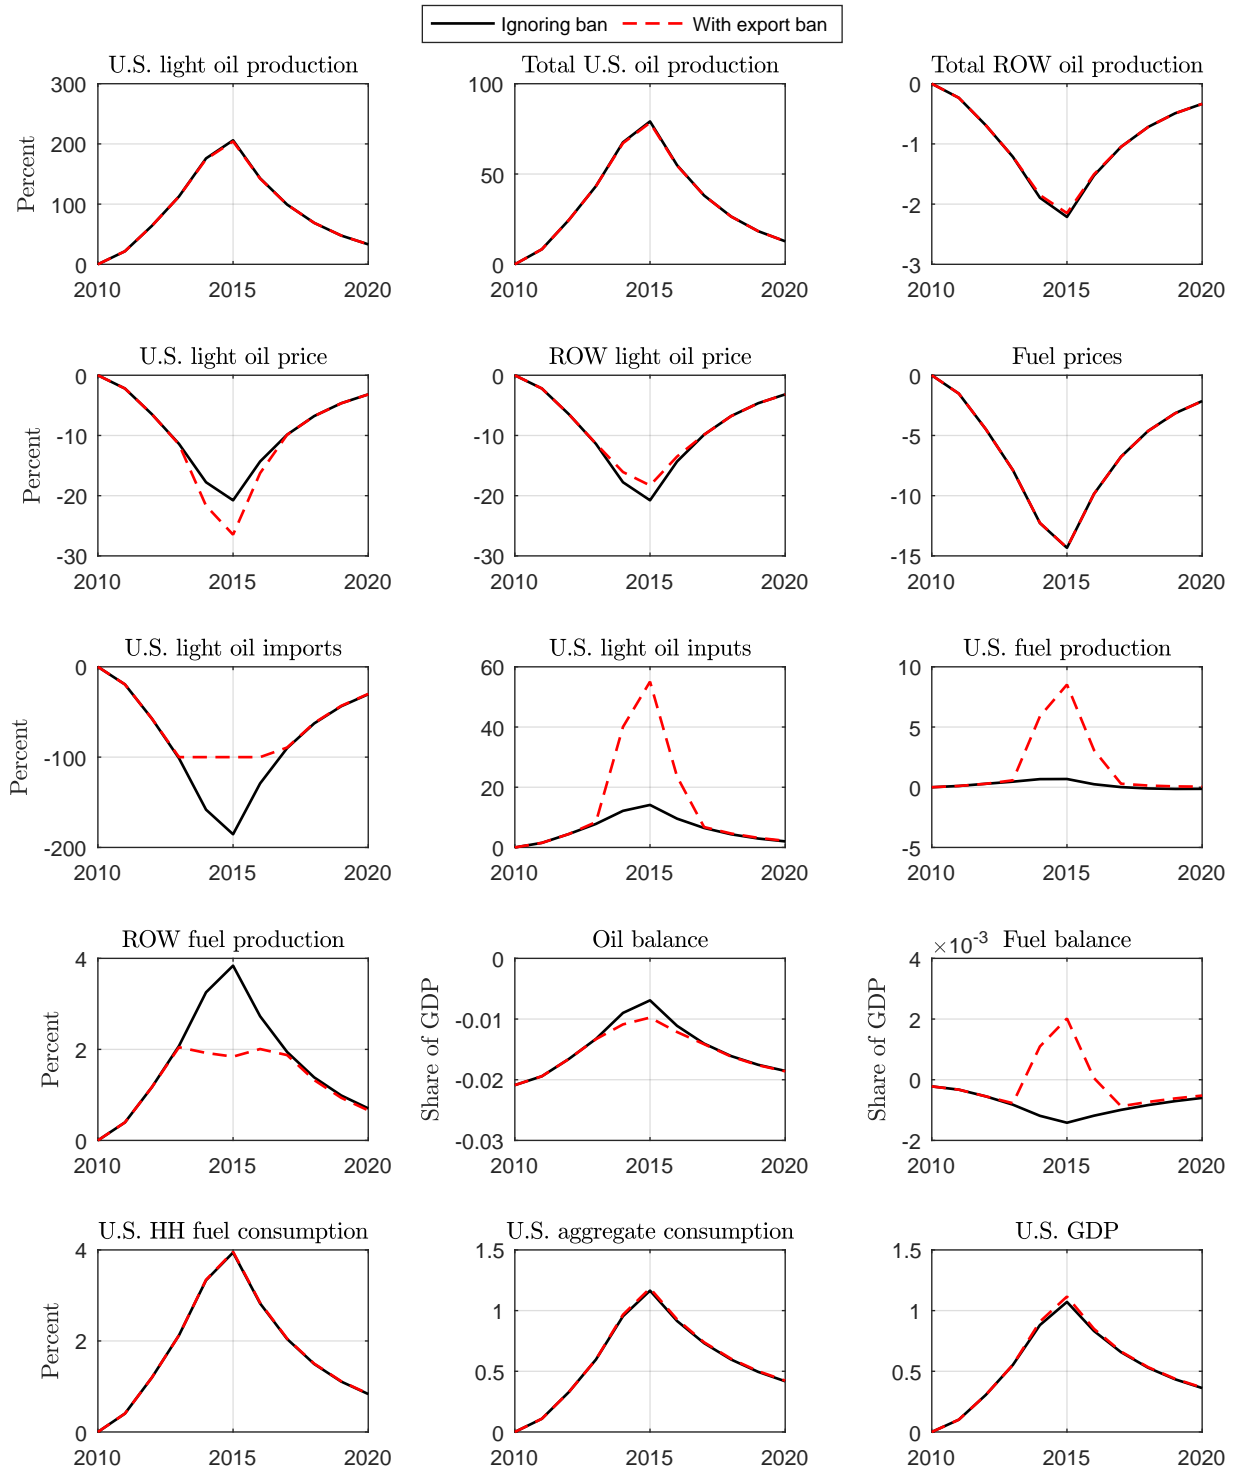 Ignoring ban With export ban
U.S. light oil production Total U.S. oil production Total ROW oil production
300 100 0
Percent
200 -1
50
100 -2
0 0 -3
2010 2015 2020 2010 2015 2020 2010 2015 2020
U.S. light oil price ROW light oil price Fuel prices
0 0 0
Percent
-10 -10 -5
-20 -20 -10
-30 -30 -15
2010 2015 2020 2010 2015 2020 2010 2015 2020
U.S. light oil imports U.S. light oil inputs U.S. fuel production
0 60 10
Percent
40 5
-100
20 0
-200 0 -5
2010 2015 2020 2010 2015 2020 2010 2015 2020
ROW fuel production Oil balance ×10-3 Fuel balance
4 0 4
Percent Share of GDP Share of GDP
-0.01 2
2
-0.02 0
0 -0.03 -2
2010 2015 2020 2010 2015 2020 2010 2015 2020
U.S. HH fuel consumption U.S. aggregate consumption U.S. GDP
4 1.5 1.5
Percent
1 1
2
0.5 0.5
0 0 0
2010 2015 2020 2010 2015 2020 2010 2015 2020